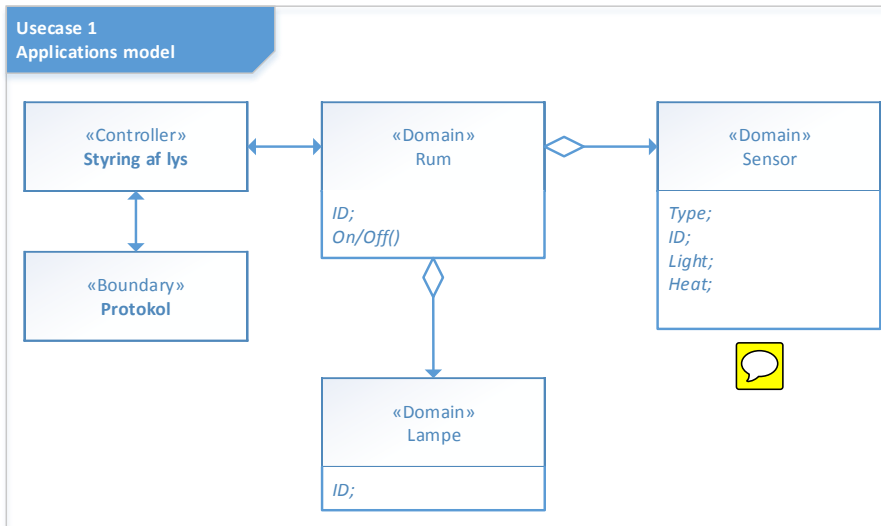 Usecase 1
Applications model
«Controller»
Styring af lys
«Boundary»
Protokol
«Domain»
Rum
ID;
On/Off()
«Domain»
Sensor
Type;
ID;
Light;
Heat;
«Domain»
Lampe
ID;